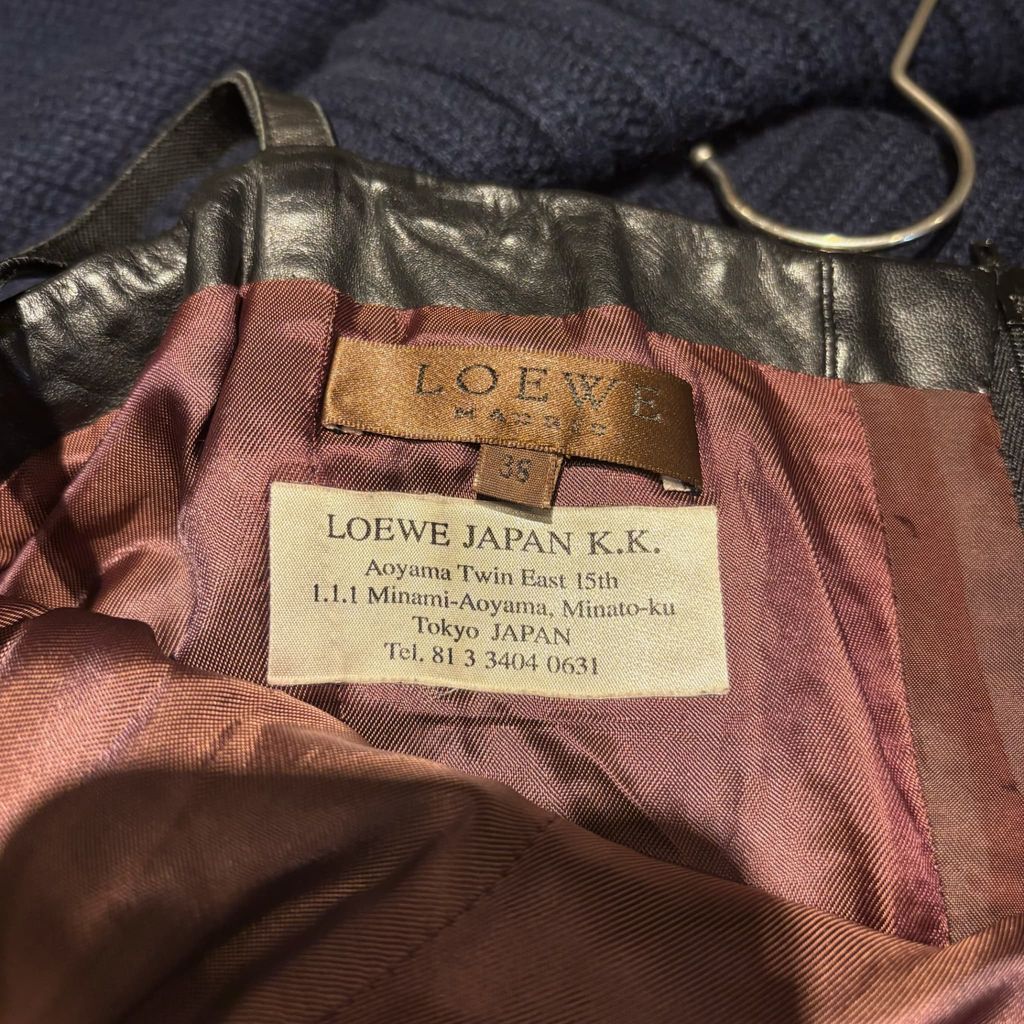 LOEWE
MADRID
36
LOEWE JAPAN K.K.
Aoyama Twin East 15th
1.1.1 Minami-Aoyama, Minato-ku
Tokyo JAPAN
Tel. 81 3 3404 0631